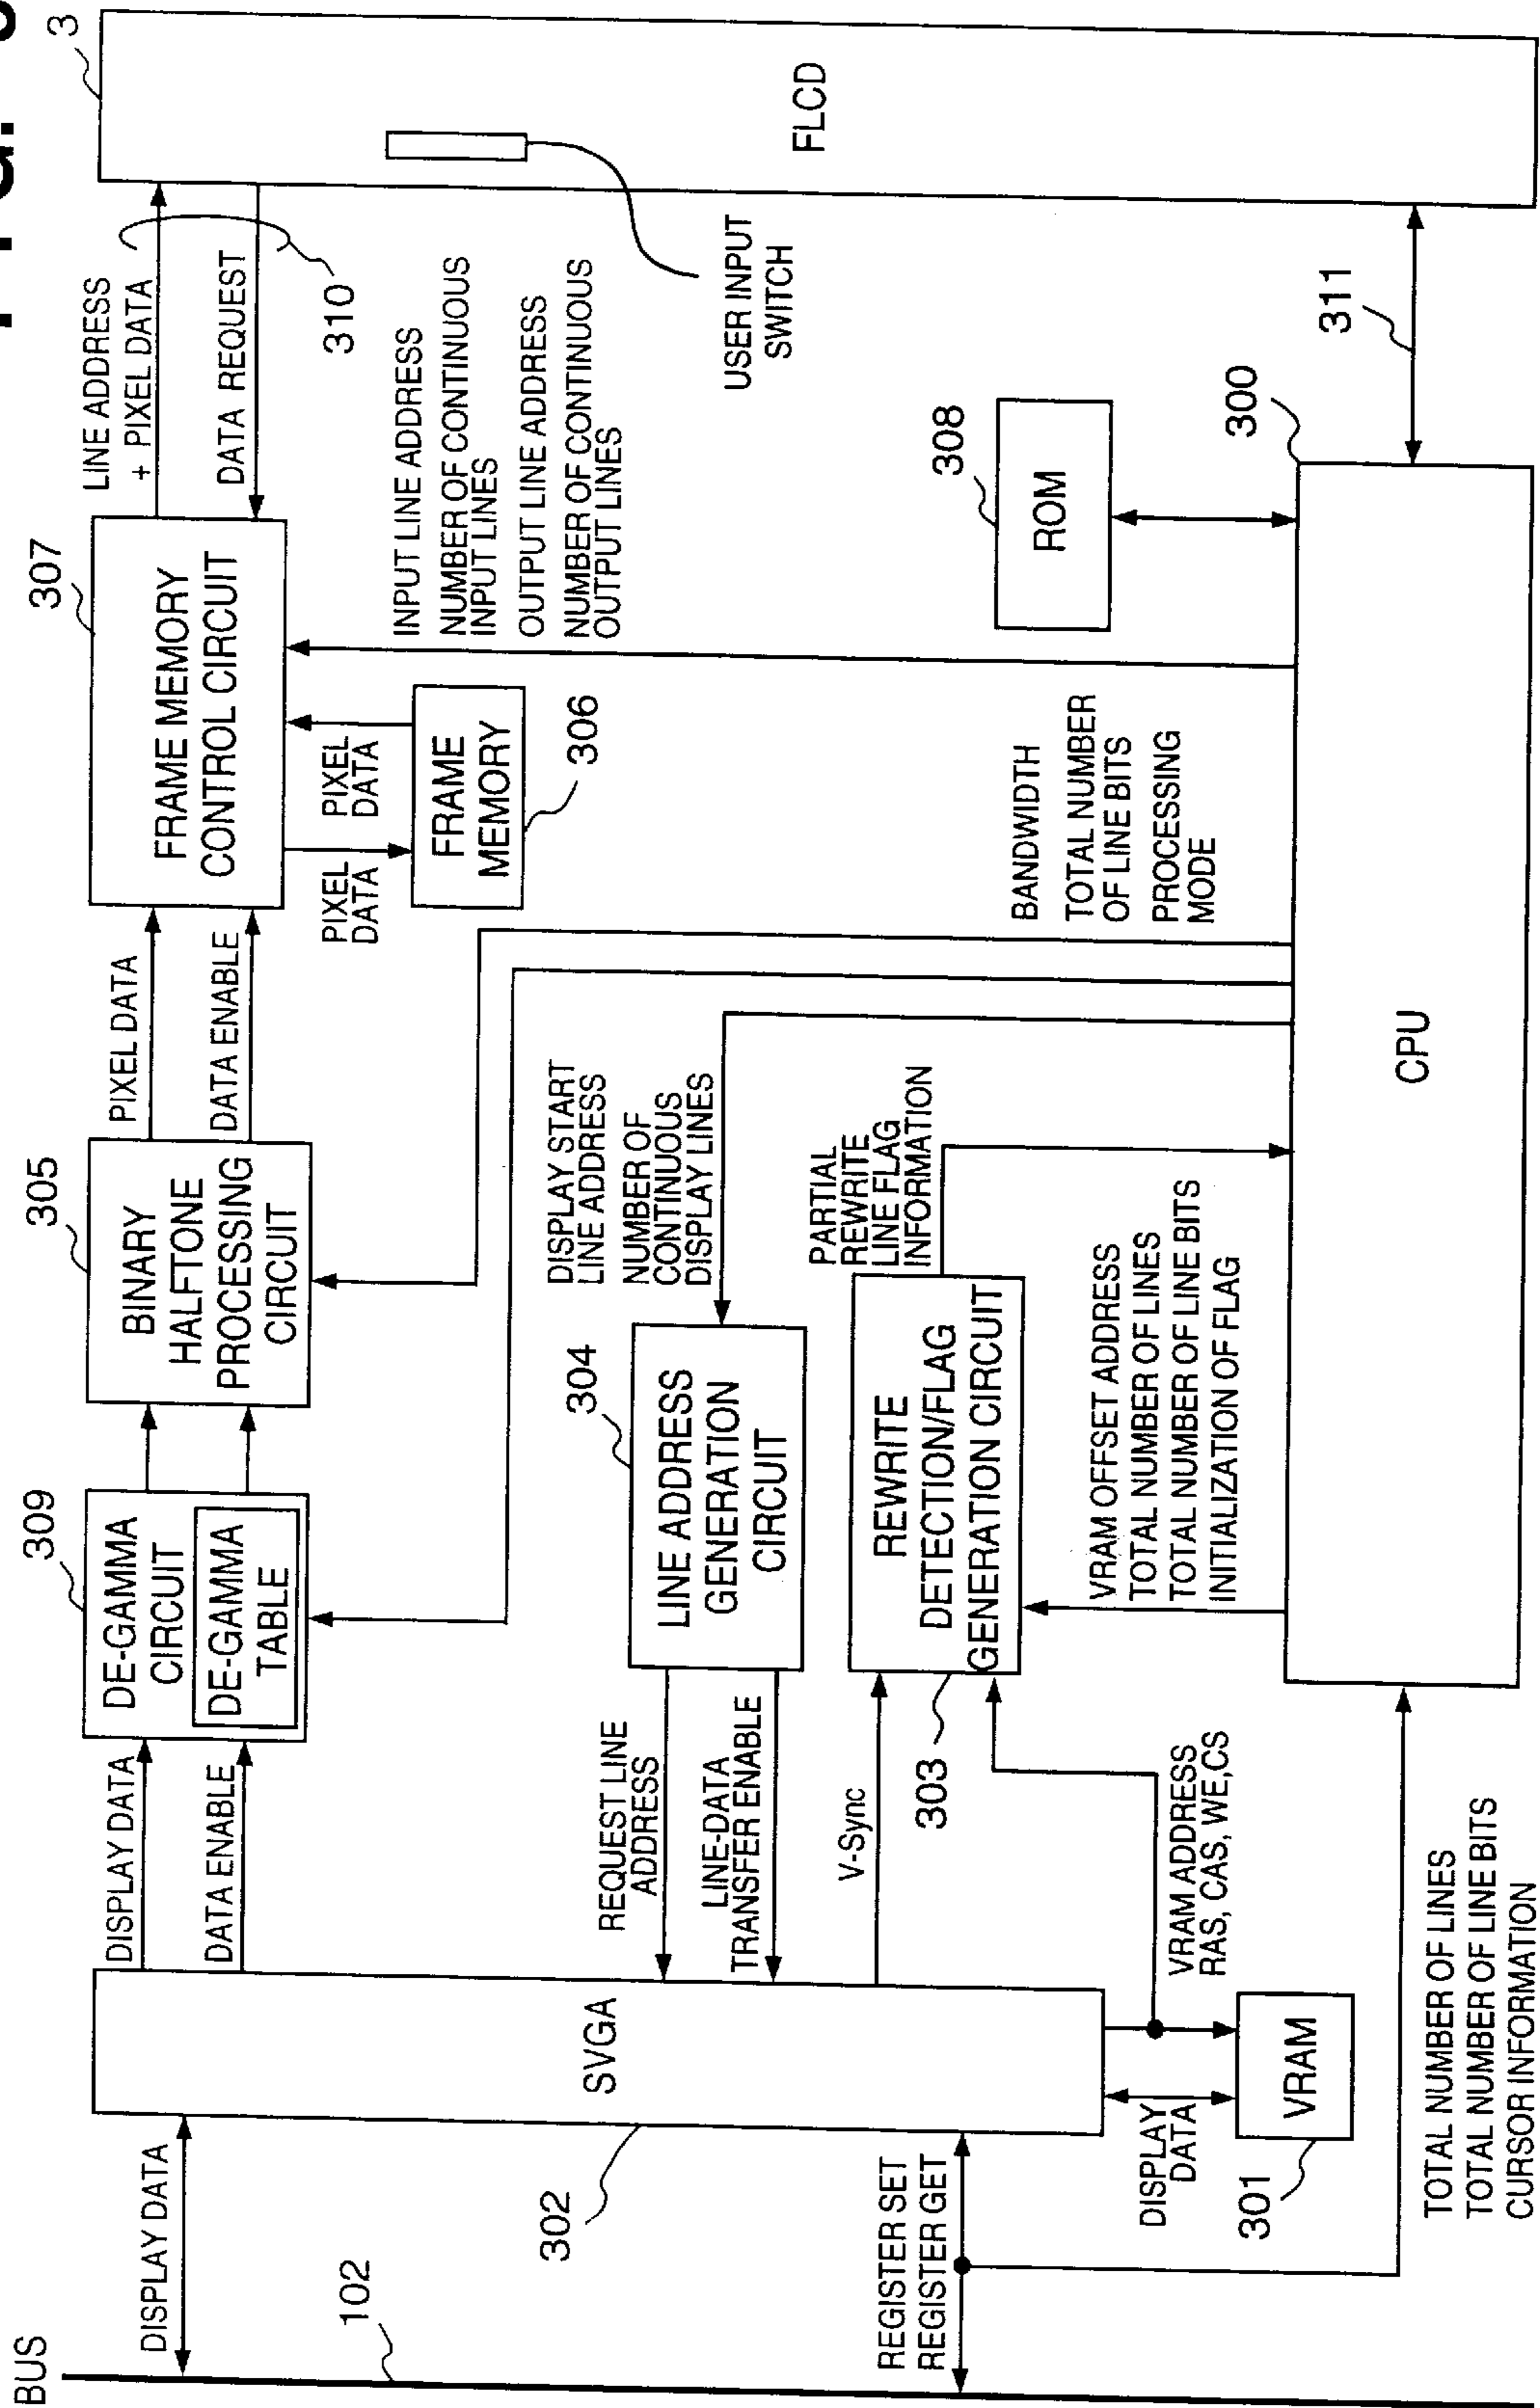 BUS
102
DISPLAY DATA
REGISTER SET
REGISTER GET
302
SVGA
DISPLAY
DATA
VRAM
301
VRAM ADDRESS
RAS, CAS, WE,CS
TOTAL NUMBER OF LINES
TOTAL NUMBER OF LINE BITS
CURSOR INFORMATION
DISPLAY DATA
DATA ENABLE
309
DE-GAMMA
CIRCUIT
DE-GAMMA
TABLE
REQUEST LINE
ADDRESS
LINE-DATA
TRANSFER ENABLE
V-Sync
303
304
LINE ADDRESS
GENERATION
CIRCUIT
REWRITE
DETECTION/FLAG
GENERATION CIRCUIT
VRAM OFFSET ADDRESS
TOTAL NUMBER OF LINES
TOTAL NUMBER OF LINE BITS
INITIALIZATION OF FLAG
305
BINARY
HALFTONE
PROCESSING
CIRCUIT
DISPLAY START
LINE ADDRESS
NUMBER OF
CONTINUOUS
DISPLAY LINES
PARTIAL
REWRITE
LINE FLAG
INFORMATION
PIXEL DATA
DATA ENABLE
307
FRAME MEMORY
CONTROL CIRCUIT
PIXEL
DATA
PIXEL
DATA
FRAME
MEMORY
306
BANDWIDTH
TOTAL NUMBER
OF LINE BITS
PROCESSING
MODE
CPU
300
LINE ADDRESS
+ PIXEL DATA
DATA REQUEST
310
INPUT LINE ADDRESS
NUMBER OF CONTINUOUS
INPUT LINES
OUTPUT LINE ADDRESS
NUMBER OF CONTINUOUS
OUTPUT LINES
308
ROM
USER INPUT
SWITCH
311
FLCD
3